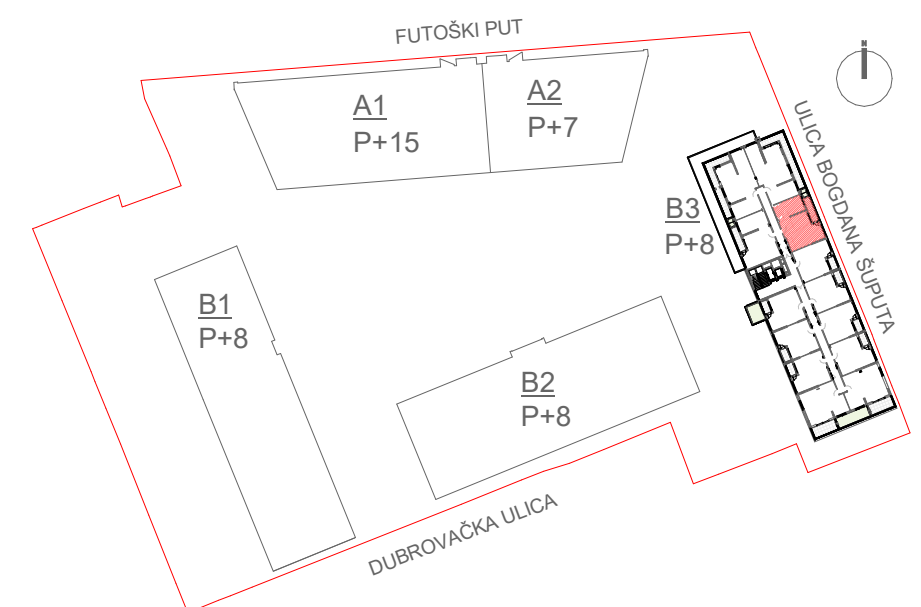 FUTOŠKI PUT
N
A1
P+15
A2
P+7
ULICA BOGDANA ŠUPUTA
B3
P+8
B1
P+8
B2
P+8
DUBROVAČKA ULICA